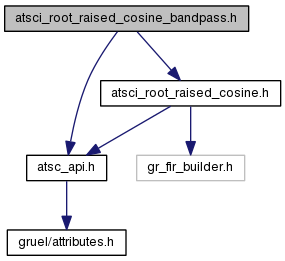 atsci_root_raised_cosine_bandpass.h
atsci_root_raised_cosine.h
atsc_api.h
gr_fir_builder.h
gruel/attributes.h